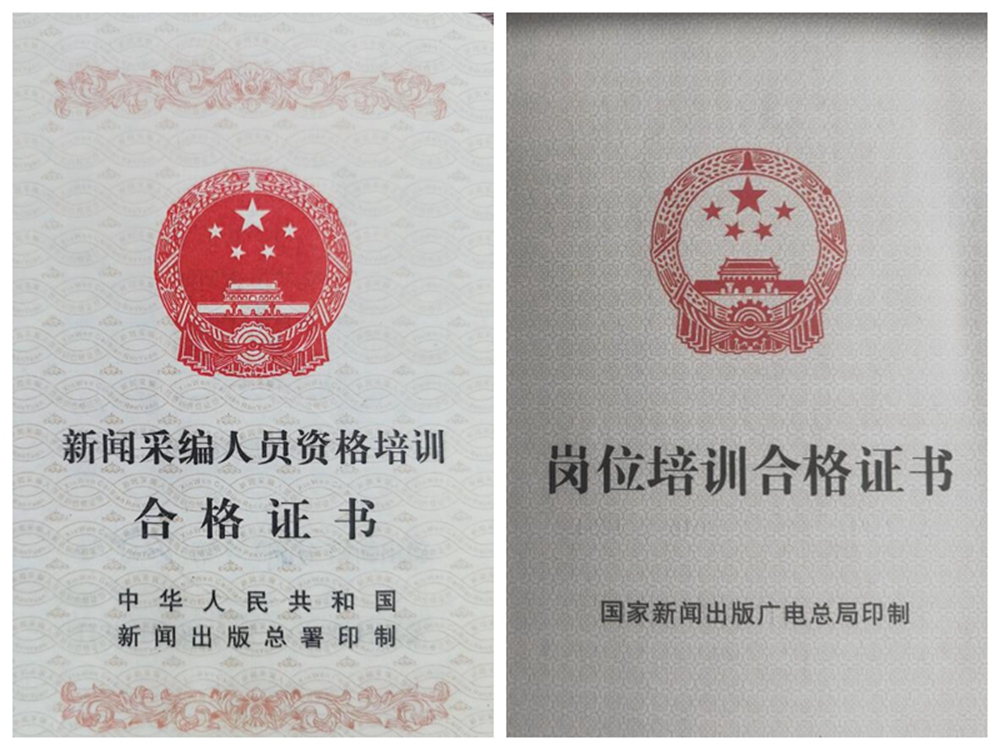 新闻采编人员资格培训
合格证书
中华人民共和国
新闻出版总署印制
岗位培训合格证书
国家新闻出版广电总局印制